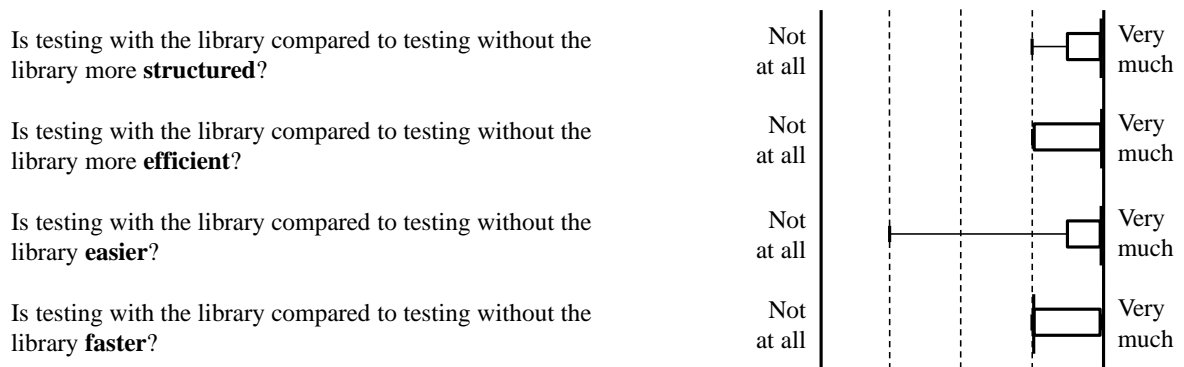 Is testing with the library compared to testing without the
library more structured?
Not
at all
Very
much
Is testing with the library compared to testing without the
library more efficient?
Not
at all
Very
much
Is testing with the library compared to testing without the
library easier?
Not
at all
Very
much
Is testing with the library compared to testing without the
library faster?
Not
at all
Very
much